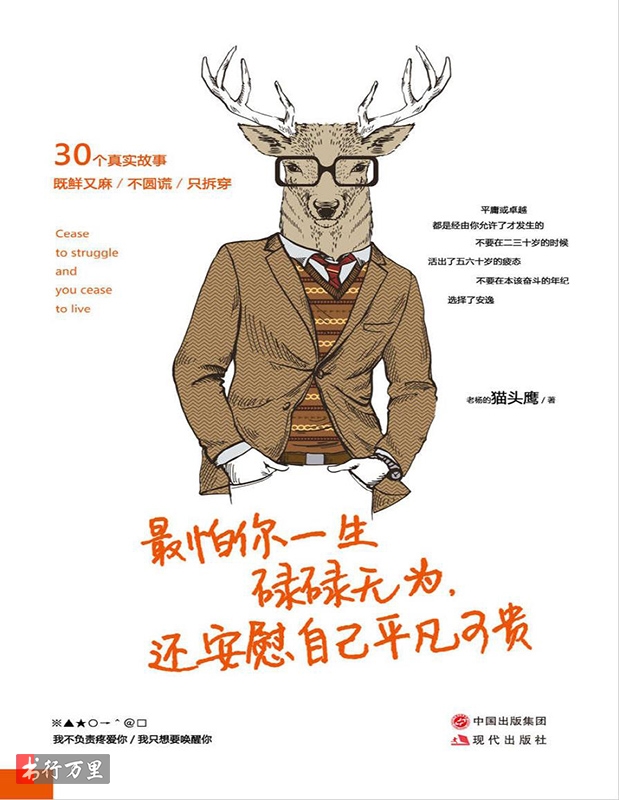 30个真实故事
既鲜又麻 / 不圆谎 / 只拆穿
Cease
to struggle
and
you cease
to live
平庸或卓越
都是经由你允许了才发生的
不要在二三十岁的时候
活出了五六十岁的疲态
不要在本该奋斗的年纪
选择了安逸
老杨的猫头鹰 / 著
最怕你一生
碌碌无为,
还安慰自己平凡可贵
※▲★○→＾@□
我不负责疼爱你 / 我只想要唤醒你
中国出版集团
现代出版社
书行万里